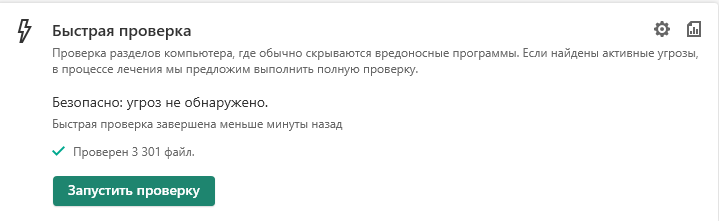 Быстрая проверка
Проверка разделов компьютера, где обычно скрываются вредоносные программы. Если найдены активные угрозы,
в процессе лечения мы предложим выполнить полную проверку.
Безопасно: угроз не обнаружено.
Быстрая проверка завершена меньше минуты назад
Проверен 3 301 файл.
Запустить проверку